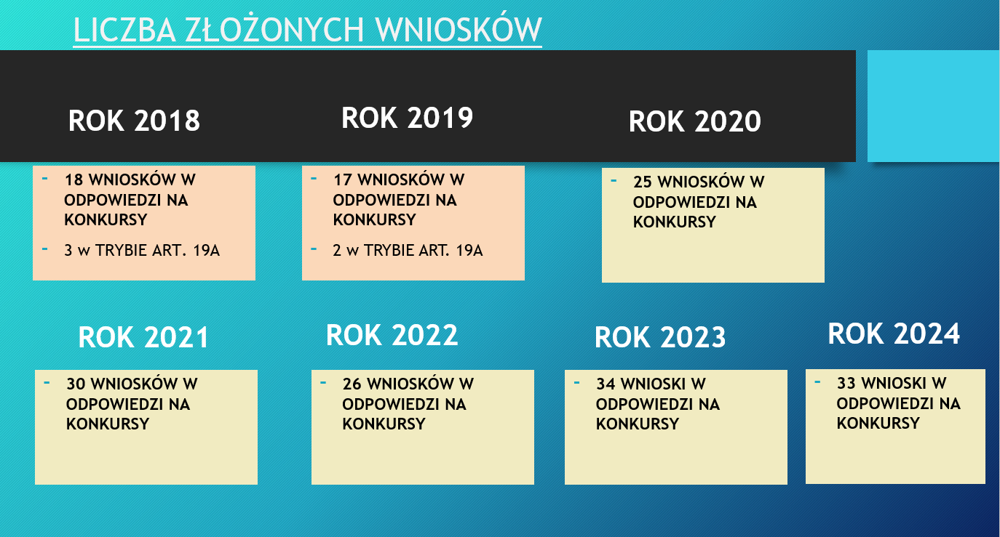 LICZBA ZŁOŻONYCH WNIOSKÓW
ROK 2018
- 18 WNIOSKÓW W
ODPOWIEDZI NA
KONKURSY
- 3 w TRYBIE ART. 19A
ROK 2019
- 17 WNIOSKÓW W
ODPOWIEDZI NA
KONKURSY
- 2 w TRYBIE ART. 19A
ROK 2020
- 25 WNIOSKÓW W
ODPOWIEDZI NA
KONKURSY
ROK 2021
- 30 WNIOSKÓW W
ODPOWIEDZI NA
KONKURSY
ROK 2022
- 26 WNIOSKÓW W
ODPOWIEDZI NA
KONKURSY
ROK 2023
- 34 WNIOSKI W
ODPOWIEDZI NA
KONKURSY
ROK 2024
- 33 WNIOSKI W
ODPOWIEDZI NA
KONKURSY